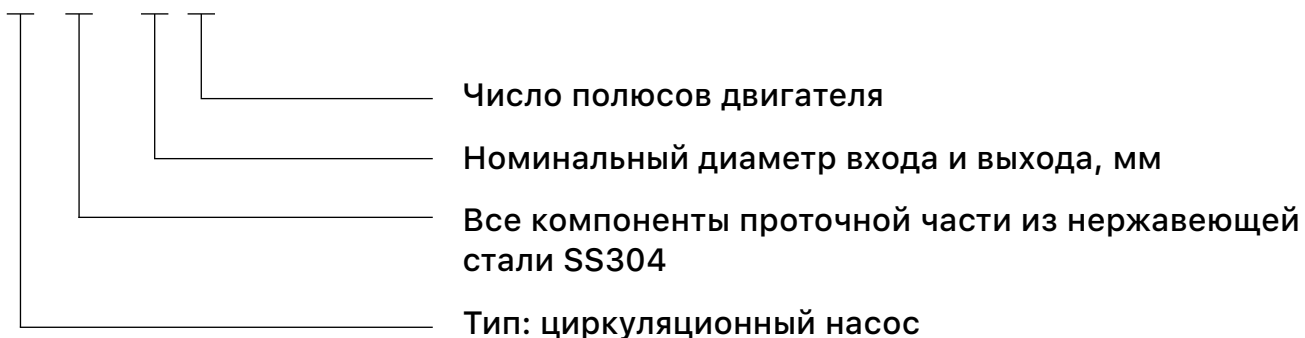 Число полюсов двигателя
Номинальный диаметр входа и выхода, мм
Все компоненты проточной части из нержавеющей
стали SS304
Тип: циркуляционный насос